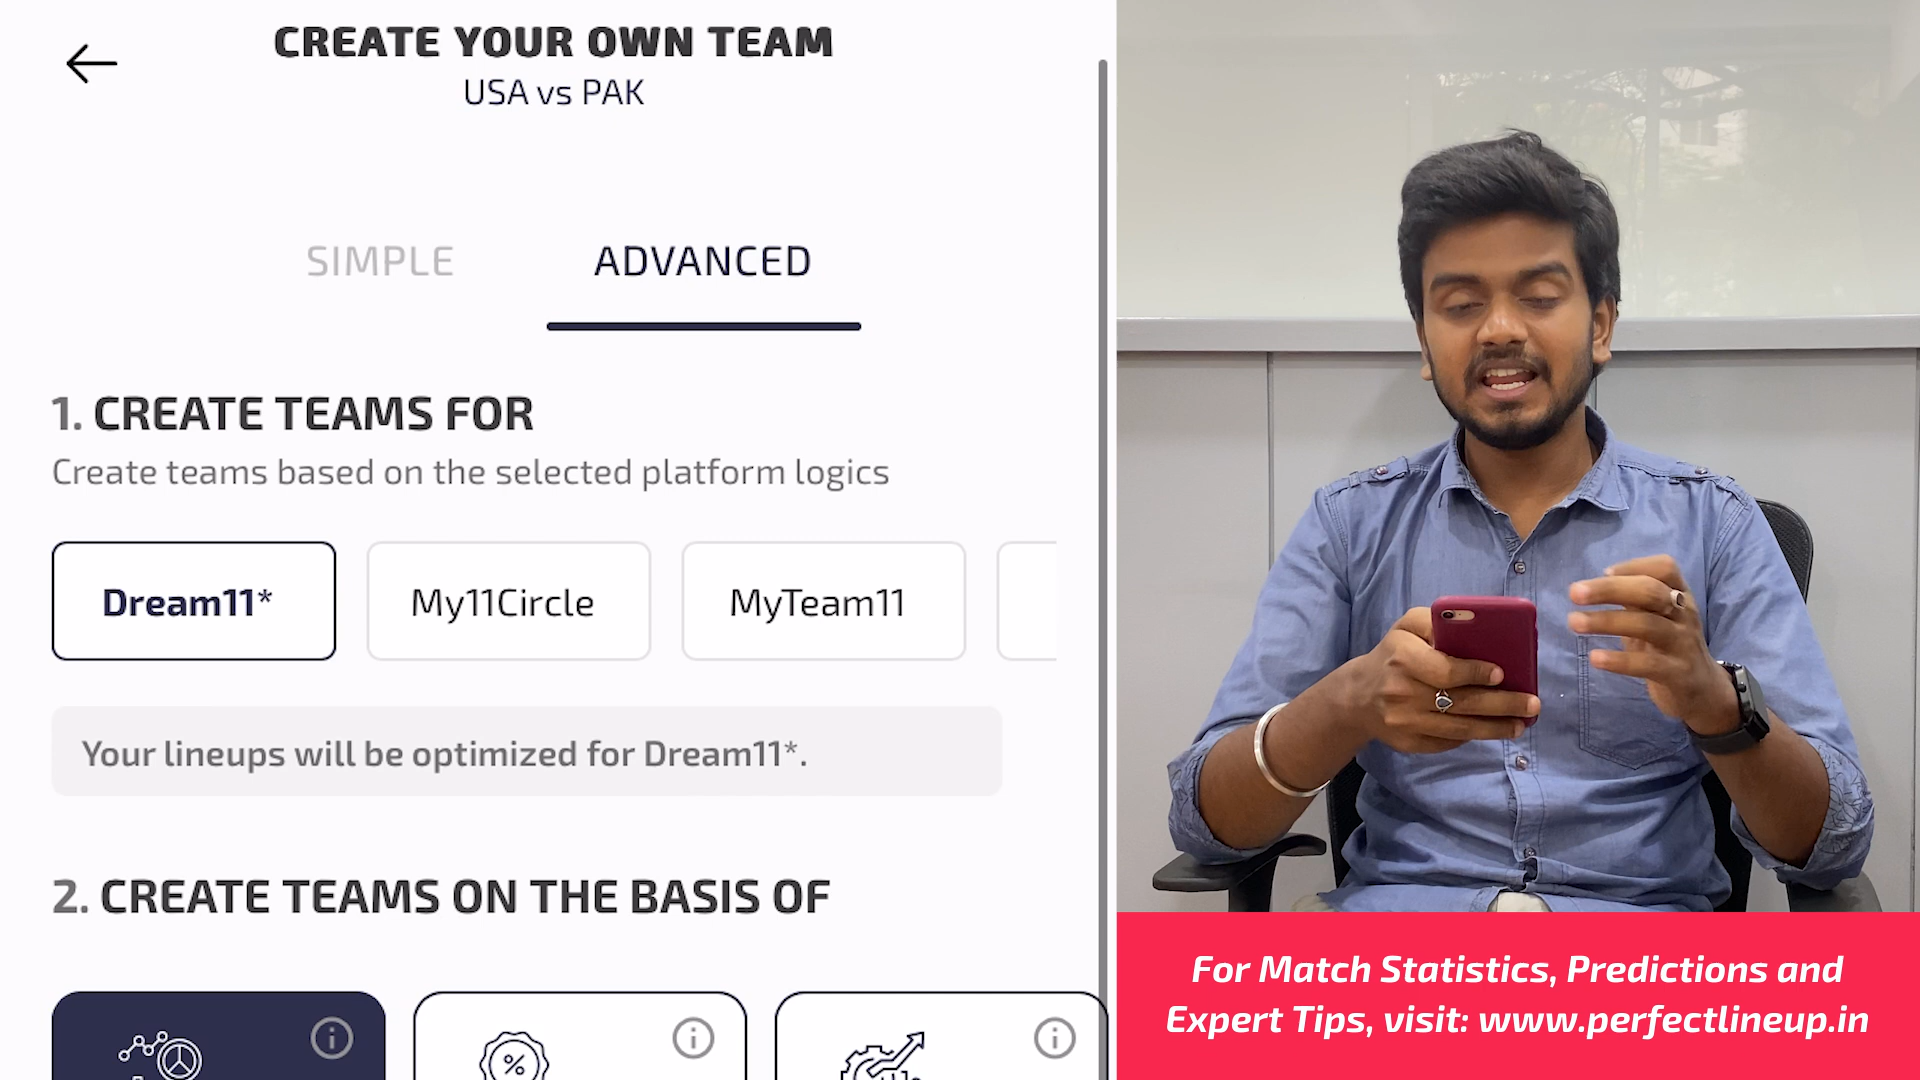 CREATE YOUR OWN TEAM
USA vs PAK
SIMPLE
ADVANCED
1. CREATE TEAMS FOR
Create teams based on the selected platform logics
Dream11*
My11Circle
MyTeam11
Your lineups will be optimized for Dream11*.
2. CREATE TEAMS ON THE BASIS OF
For Match Statistics, Predictions and
Expert Tips, visit: www.perfectlineup.in